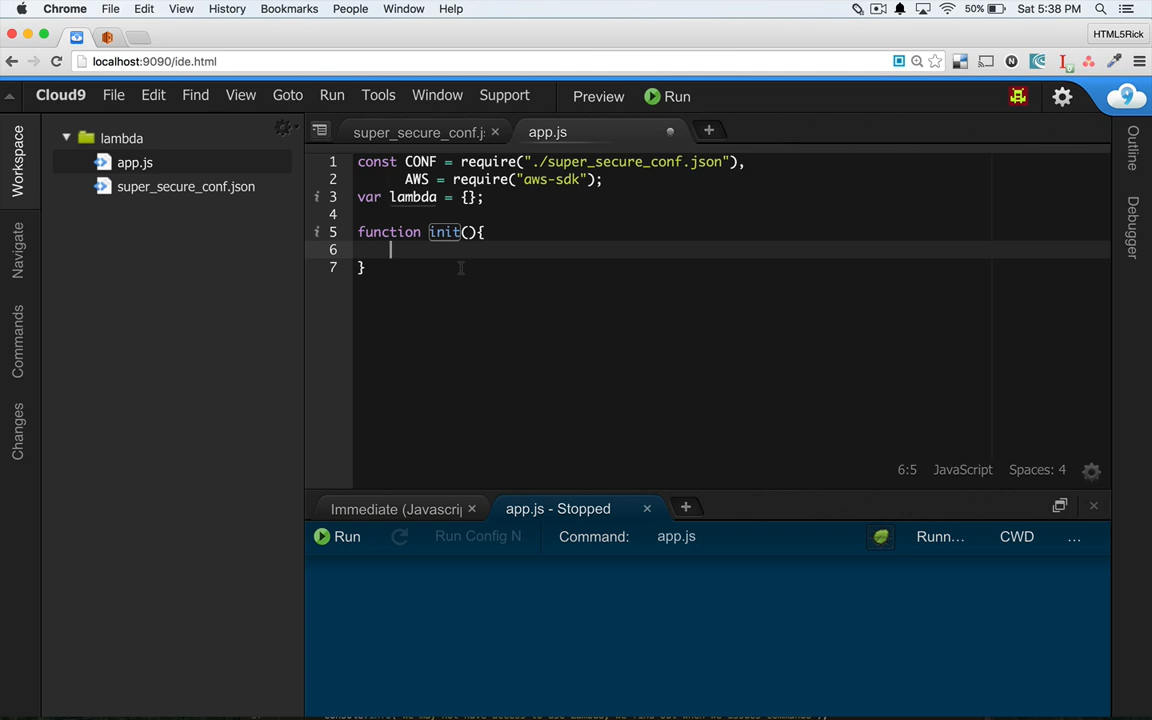 Chrome File Edit View History Bookmarks People Window Help 50% Sat 5:38 PM
HTML5Rick
localhost:9090/ide.html
Cloud9 File Edit Find View Goto Run Tools Window Support Preview Run
Workspace
Navigate
Commands
Changes
lambda
app.js
super_secure_conf.json
super_secure_conf.j app.js
1 const CONF = require("./super_secure_conf.json"),
2 AWS = require("aws-sdk");
3 var lambda = {};
4
5 function init(){
6
7 }
6:5 JavaScript Spaces: 4
Outline
Debugger
Immediate (Javascrip app.js - Stopped
Run Run Config N Command: app.js Runn... CWD ...